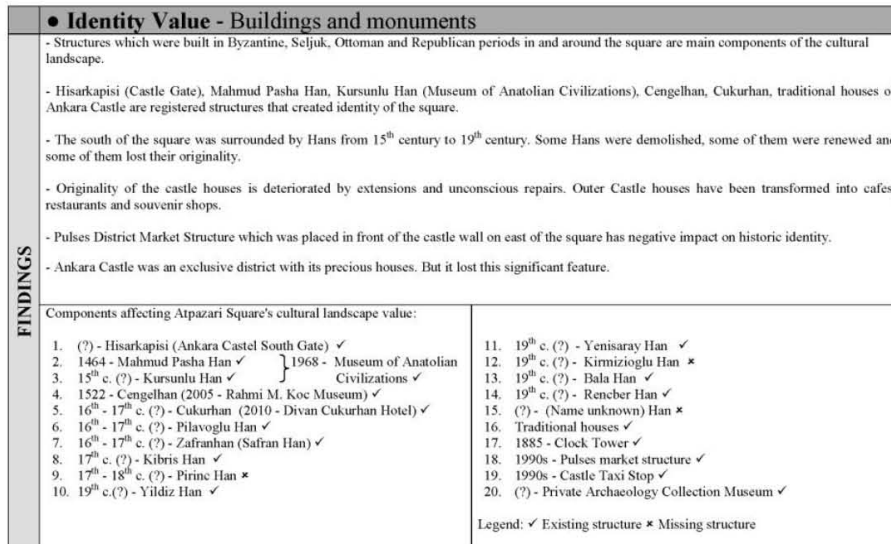 ● Identity Value - Buildings and monuments
- Structures which were built in Byzantine, Seljuk, Ottoman and Republican periods in and around the square are main components of the cultural
landscape.
- Hisarkapisi (Castle Gate), Mahmud Pasha Han, Kursunlu Han (Museum of Anatolian Civilizations), Cengelhan, Cukurhan, traditional houses o
Ankara Castle are registered structures that created identity of the square.
- The south of the square was surrounded by Hans from 15th century to 19th century. Some Hans were demolished, some of them were renewed an
some of them lost their originality.
- Originality of the castle houses is deteriorated by extensions and unconscious repairs. Outer Castle houses have been transformed into cafes
restaurants and souvenir shops.
- Pulses District Market Structure which was placed in front of the castle wall on east of the square has negative impact on historic identity.
- Ankara Castle was an exclusive district with its precious houses. But it lost this significant feature.
FINDINGS
Components affecting Atpazari Square's cultural landscape value:
1. (?) - Hisarkapisi (Ankara Castel South Gate) ✓
2. 1464 - Mahmud Pasha Han ✓ }1968 - Museum of Anatolian
3. 15th c. (?) - Kursunlu Han ✓ Civilizations ✓
4. 1522 - Cengelhan (2005 - Rahmi M. Koc Museum) ✓
5. 16th - 17th c. (?) - Cukurhan (2010 - Divan Cukurhan Hotel) ✓
6. 16th - 17th c. (?) - Pilavoglu Han ✓
7. 16th - 17th c. (?) - Zafranhan (Safran Han) ✓
8. 17th c. (?) - Kibris Han ✓
9. 17th - 18th c. (?) - Pirinc Han ×
10. 19th c.(?) - Yildiz Han ✓
11. 19th c. (?) - Yenisaray Han ✓
12. 19th c. (?) - Kirmizioglu Han ×
13. 19th c. (?) - Bala Han ✓
14. 19th c. (?) - Rencber Han ✓
15. (?) - (Name unknown) Han ×
16. Traditional houses ✓
17. 1885 - Clock Tower ✓
18. 1990s - Pulses market structure ✓
19. 1990s - Castle Taxi Stop ✓
20. (?) - Private Archaeology Collection Museum ✓
Legend: ✓ Existing structure × Missing structure